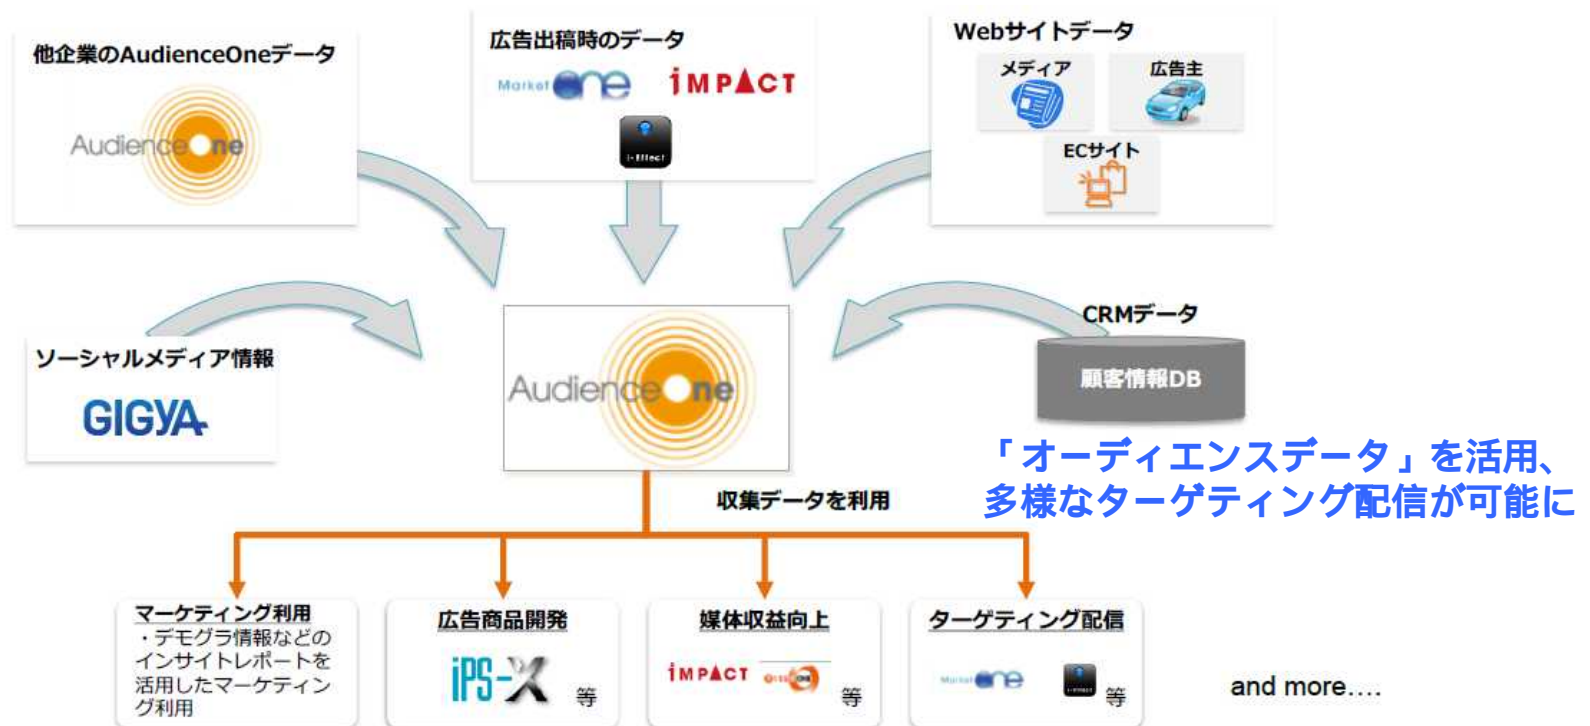 他企業のAudienceOneデータ
AudienceOne
広告出稿時のデータ
MarketOne
iMPACT
i-Effect
Webサイトデータ
メディア
広告主
ECサイト
ソーシャルメディア情報
GIGYA
AudienceOne
CRMデータ
顧客情報DB
「オーディエンスデータ」を活用、
多様なターゲティング配信が可能に
収集データを利用
マーケティング利用
・デモグラ情報などの
インサイトレポートを
活用したマーケティン
グ利用
広告商品開発
iPS-X 等
媒体収益向上
iMPACT
等
ターゲティング配信
MarketOne
i-Effect
等
and more....